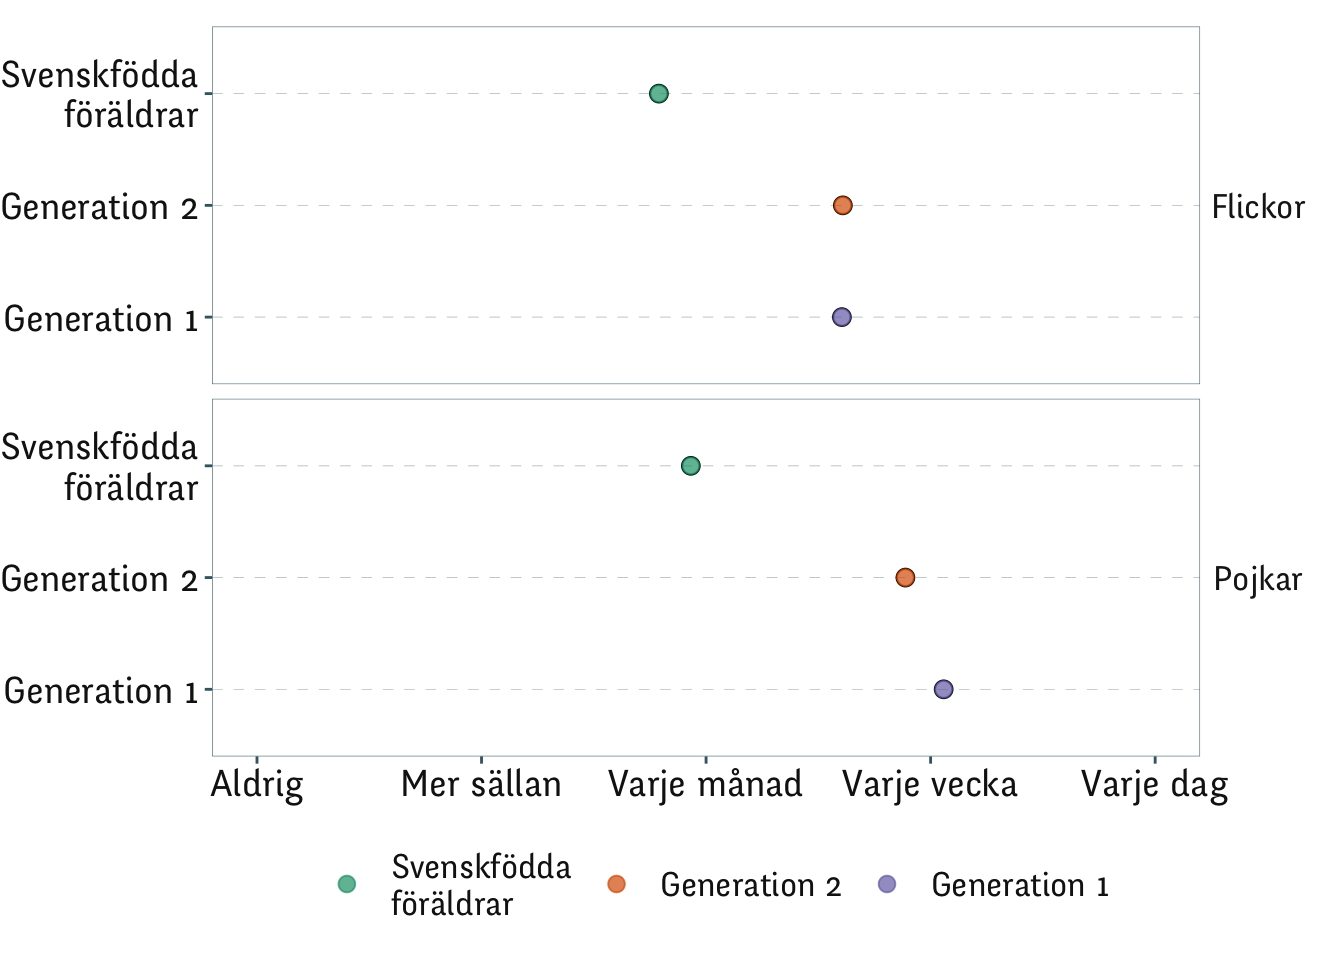 Svenskfödda
föräldrar
Generation 2
Flickor
Generation 1
Svenskfödda
föräldrar
Generation 2
Pojkar
Generation 1
Aldrig Mer sällan Varje månad Varje vecka Varje dag
Svenskfödda
föräldrar
Generation 2
Generation 1